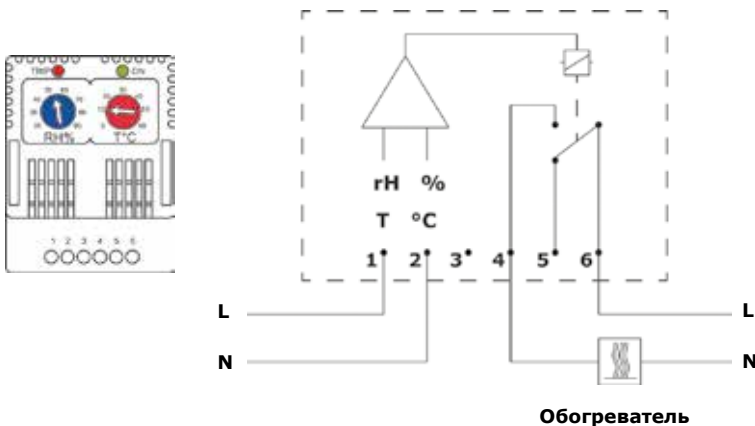 TRIP ON
RH% T°C
1 2 3 4 5 6
rH %
T °C
1 2 3 4 5 6
L L
N N
Обогреватель